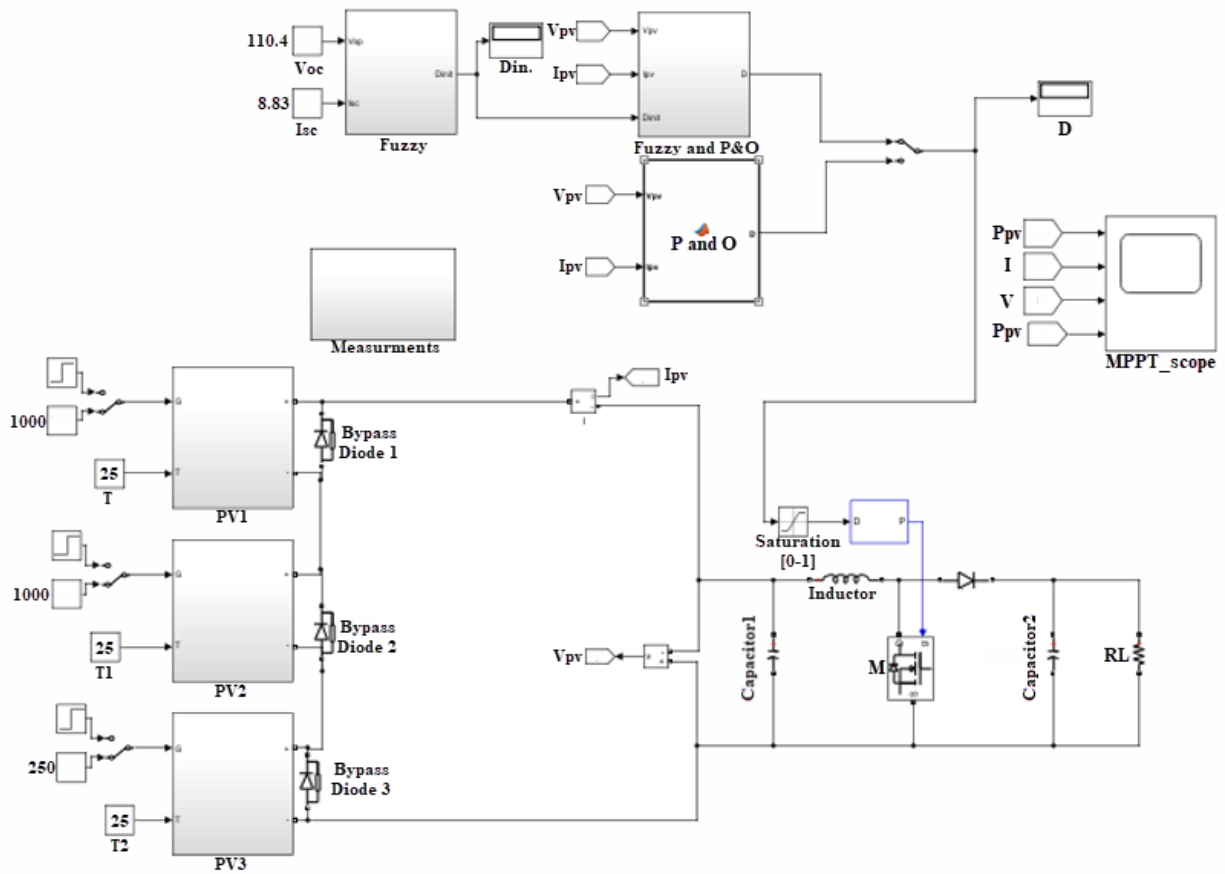 110.4
Voc
8.83
Isc
Vop
Isc
Dinit
Fuzzy
Din.
Vpv
Ipv
Vpv
Ipv
Dinit
D
Fuzzy and P&O
D
Vpv
Ipv
Vpv
Ipv
D
P and O
Ppv
I
V
Ppv
MPPT_scope
Measurments
1000
G
T
+
-
25
T
PV1
Bypass
Diode 1
Ipv
I
1000
G
T
+
-
25
T1
PV2
Bypass
Diode 2
250
G
T
+
-
25
T2
PV3
Bypass
Diode 3
Vpv
Saturation
[0-1]
D
P
Inductor
Capacitor1
M
Capacitor2
RL